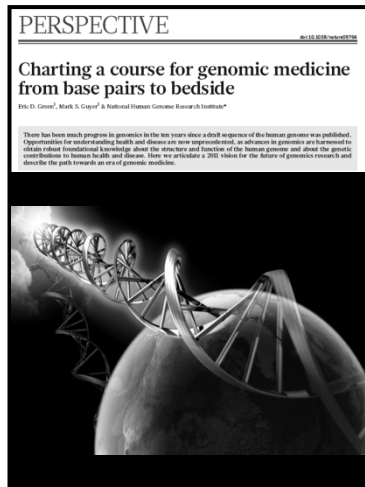 PERSPECTIVE
doi:10.1038/nature09764
Charting a course for genomic medicine
from base pairs to bedside
Eric D. Green¹, Mark S. Guyer² & National Human Genome Research Institute*
There has been much progress in genomics in the ten years since a draft sequence of the human genome was published.
Opportunities for understanding health and disease are now unprecedented, as advances in genomics are harnessed to
obtain robust foundational knowledge about the structure and function of the human genome and about the genetic
contributions to human health and disease. Here we articulate a 2011 vision for the future of genomics research and
describe the path towards an era of genomic medicine.